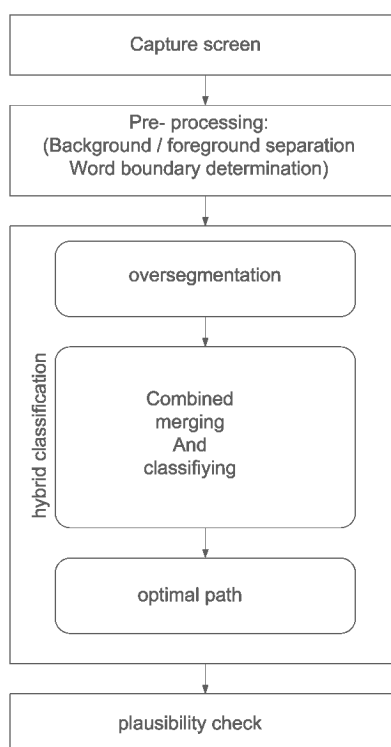 Capture screen
Pre- processing:
(Background / foreground separation
Word boundary determination)
hybrid classification
oversegmentation
Combined
merging
And
classifiying
optimal path
plausibility check